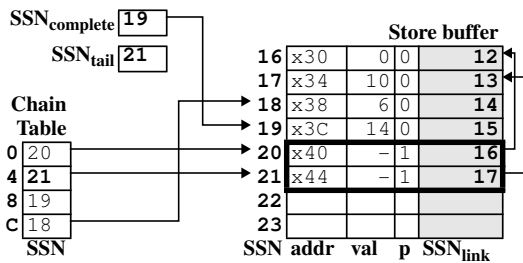 SSNcomplete 19
SSNtail 21
Store buffer
16 x30 0 0 12
17 x34 10 0 13
18 x38 6 0 14
19 x3C 14 0 15
20 x40 – 1 16
21 x44 – 1 17
22
23
SSN addr val p SSNlink
Chain
Table
0 20
4 21
8 19
C 18
SSN